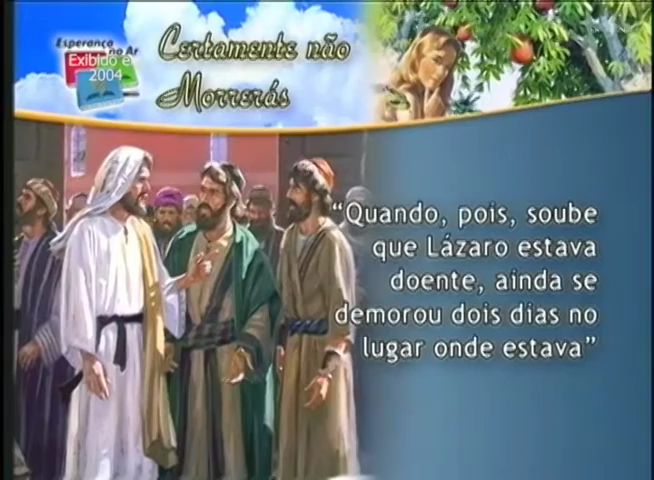 Esperança
no Ar
Exibido e
2004
Certamente não
Morrerás
“Quando, pois, soube
que Lázaro estava
doente, ainda se
demorou dois dias no
lugar onde estava”